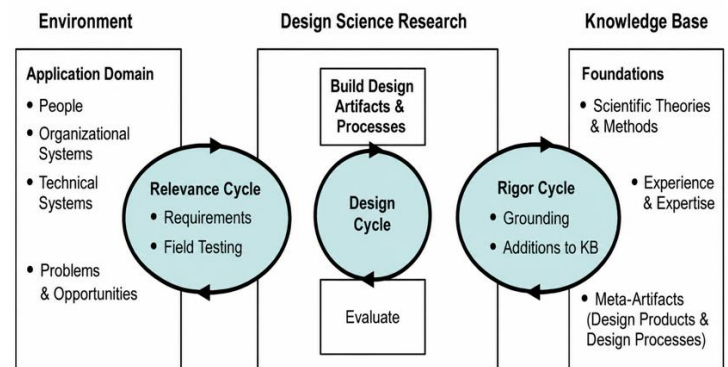 Environment
Design Science Research
Knowledge Base
Application Domain
• People
• Organizational
Systems
• Technical
Systems
• Problems
& Opportunities
Relevance Cycle
• Requirements
• Field Testing
Build Design
Artifacts &
Processes
Design
Cycle
Evaluate
Rigor Cycle
• Grounding
• Additions to KB
Foundations
• Scientific Theories
& Methods
• Experience
& Expertise
• Meta-Artifacts
(Design Products &
Design Processes)